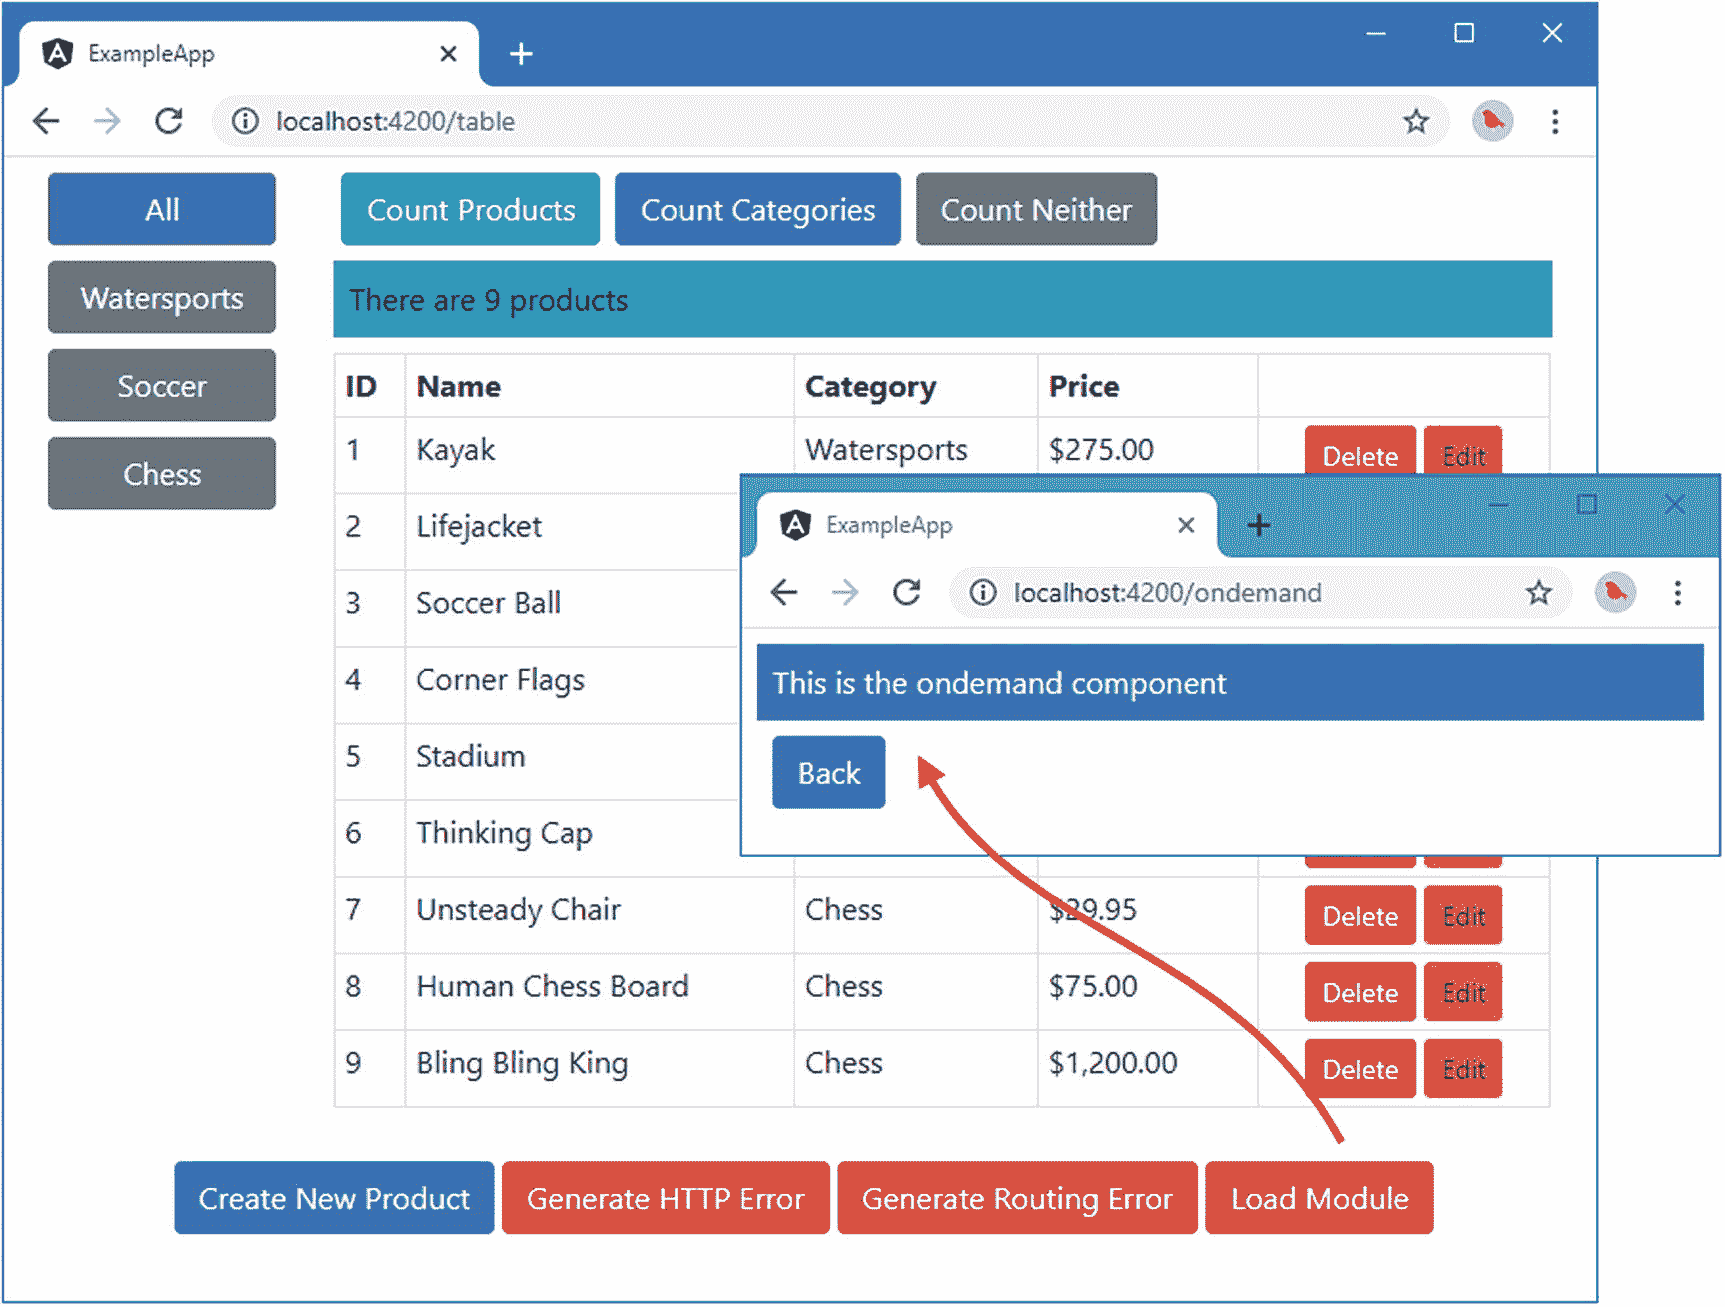 ExampleApp
localhost:4200/table
All
Watersports
Soccer
Chess
Count Products Count Categories Count Neither
There are 9 products
ID Name Category Price
1 Kayak Watersports $275.00 Delete Edit
2 Lifejacket
3 Soccer Ball
4 Corner Flags
5 Stadium
6 Thinking Cap
7 Unsteady Chair Chess $29.95 Delete Edit
8 Human Chess Board Chess $75.00 Delete Edit
9 Bling Bling King Chess $1,200.00 Delete Edit
Create New Product Generate HTTP Error Generate Routing Error Load Module
ExampleApp
localhost:4200/ondemand
This is the ondemand component
Back